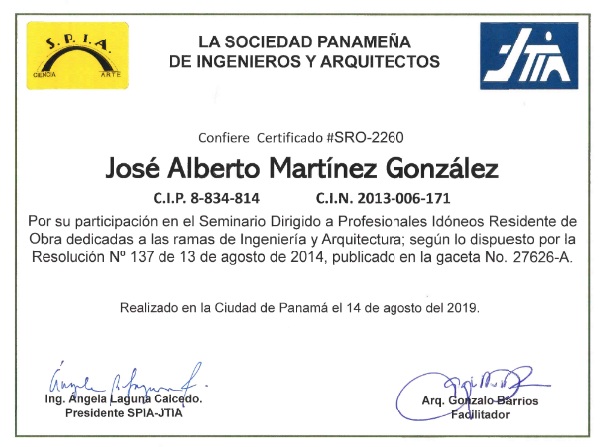 S.P.I.A.
CIENCIA ARTE
JTIA
LA SOCIEDAD PANAMEÑA
DE INGENIEROS Y ARQUITECTOS
Confiere Certificado #SRO-2260
José Alberto Martínez González
C.I.P. 8-834-814 C.I.N. 2013-006-171
Por su participación en el Seminario Dirigido a Profesionales Idóneos Residente de
Obra dedicadas a las ramas de Ingeniería y Arquitectura; según lo dispuesto por la
Resolución Nº 137 de 13 de agosto de 2014, publicado en la gaceta No. 27626-A.
Realizado en la Ciudad de Panamá el 14 de agosto del 2019.
Ing. Ángela Laguna Calcedo.
Presidente SPIA-JTIA
Arq. Gonzalo Barrios
Facilitador